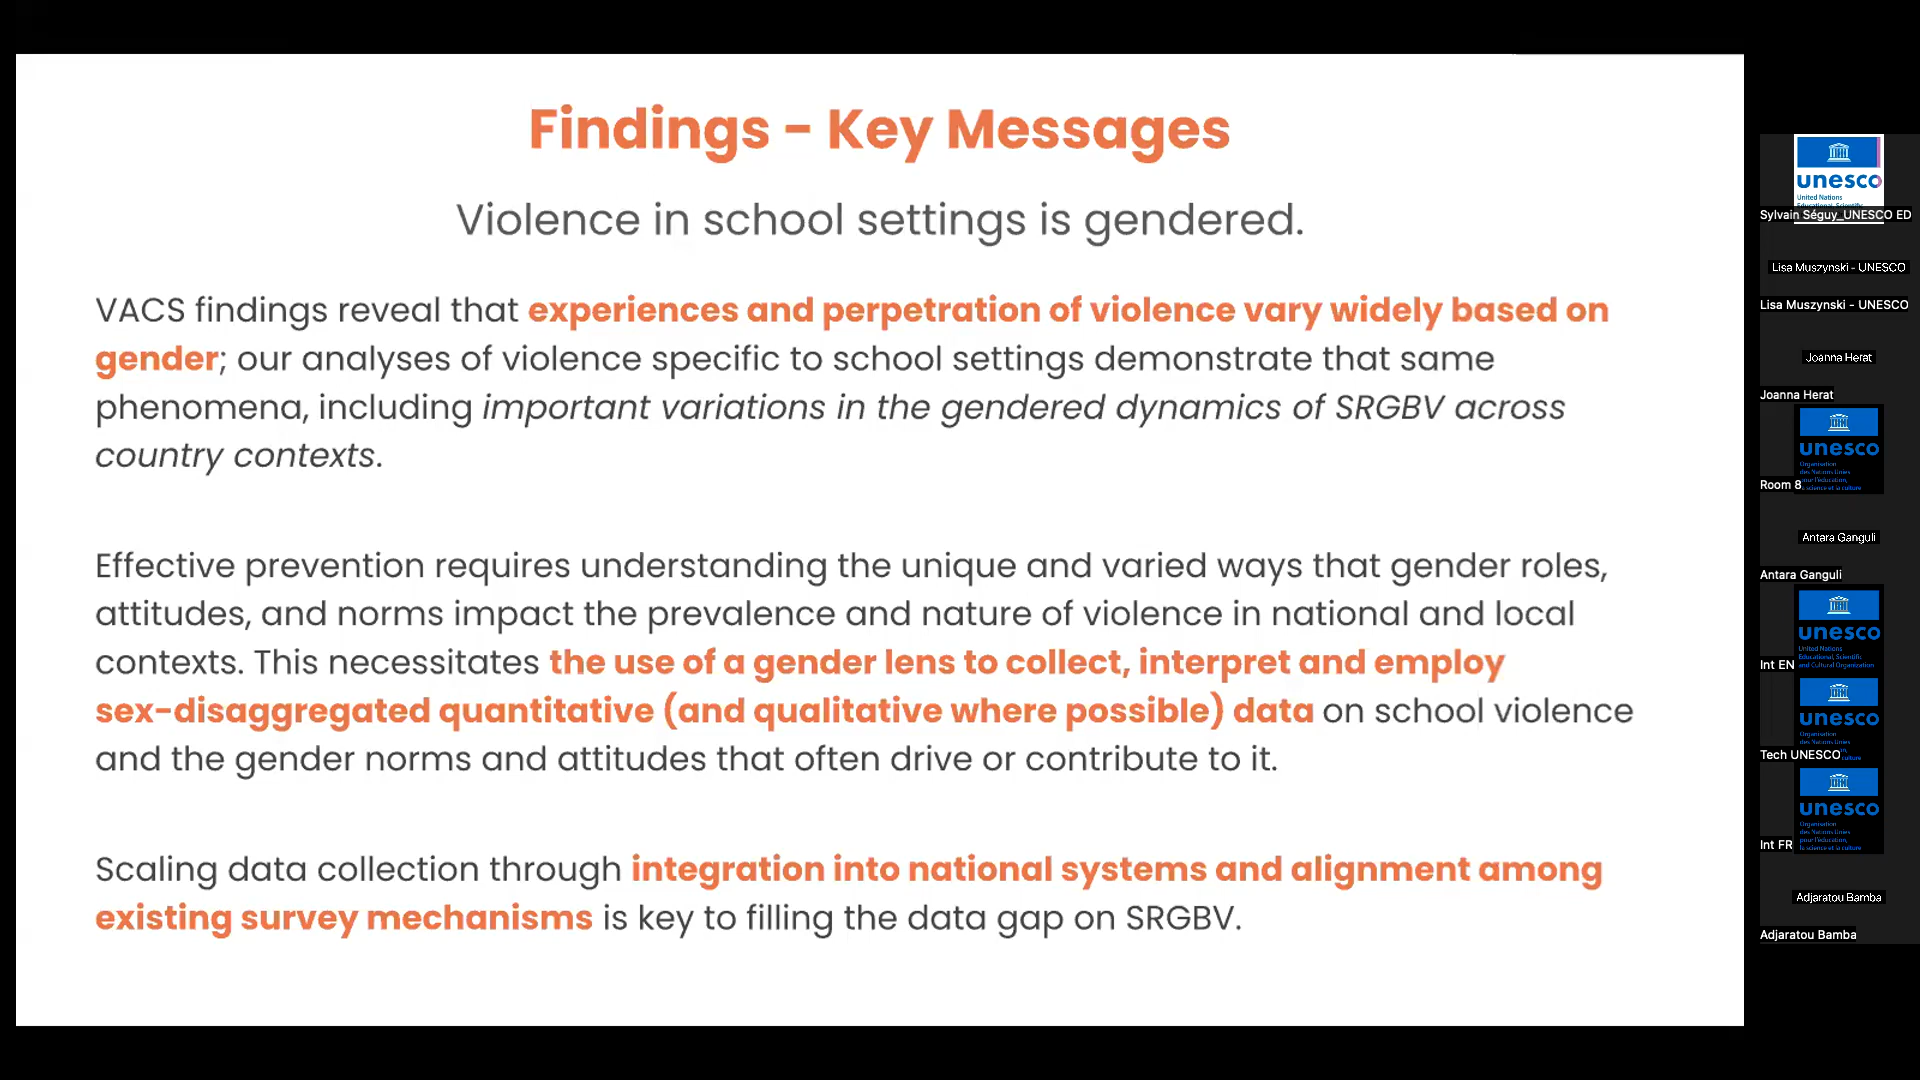 Findings - Key Messages
Violence in school settings is gendered.
VACS findings reveal that experiences and perpetration of violence vary widely based on
gender; our analyses of violence specific to school settings demonstrate that same
phenomena, including important variations in the gendered dynamics of SRGBV across
country contexts.
Effective prevention requires understanding the unique and varied ways that gender roles,
attitudes, and norms impact the prevalence and nature of violence in national and local
contexts. This necessitates the use of a gender lens to collect, interpret and employ
sex-disaggregated quantitative (and qualitative where possible) data on school violence
and the gender norms and attitudes that often drive or contribute to it.
Scaling data collection through integration into national systems and alignment among
existing survey mechanisms is key to filling the data gap on SRGBV.
unesco
United Nations
Sylvain Séguy_UNESCO ED
Lisa Muszynski - UNESCO
Lisa Muszynski - UNESCO
Joanna Herat
Joanna Herat
unesco
Organisation
des Nations Unies
pour l'éducation,
la science et la culture
Room 8
Antara Ganguli
Antara Ganguli
unesco
United Nations
Educational, Scientific
and Cultural Organization
Int EN
unesco
Organisation
des Nations Unies
culture
Tech UNESCO
unesco
Organisation
des Nations Unies
pour l'éducation,
la science et la culture
Int FR
Adjaratou Bamba
Adjaratou Bamba